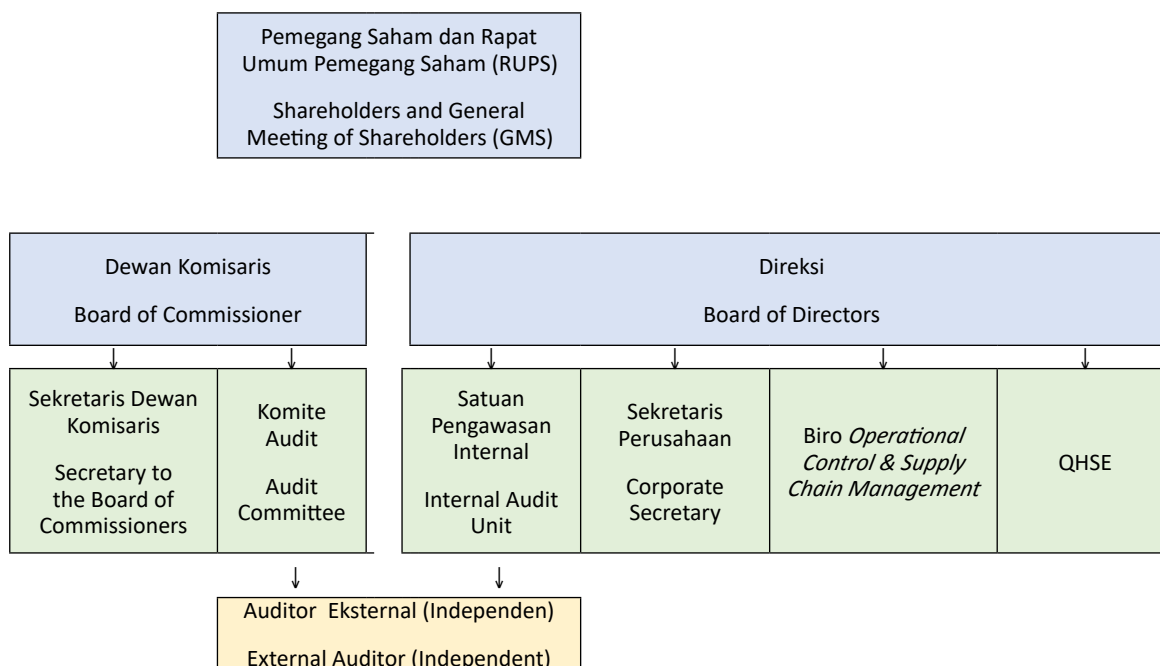 Pemegang Saham dan Rapat
Umum Pemegang Saham (RUPS)
Shareholders and General
Meeting of Shareholders (GMS)
Dewan Komisaris
Board of Commissioner
Direksi
Board of Directors
Sekretaris Dewan
Komisaris
Secretary to
the Board of
Commissioners
Komite
Audit
Audit
Committee
Satuan
Pengawasan
Internal
Internal Audit
Unit
Sekretaris
Perusahaan
Corporate
Secretary
Biro Operational
Control & Supply
Chain Management
QHSE
Auditor Eksternal (Independen)
External Auditor (Independent)